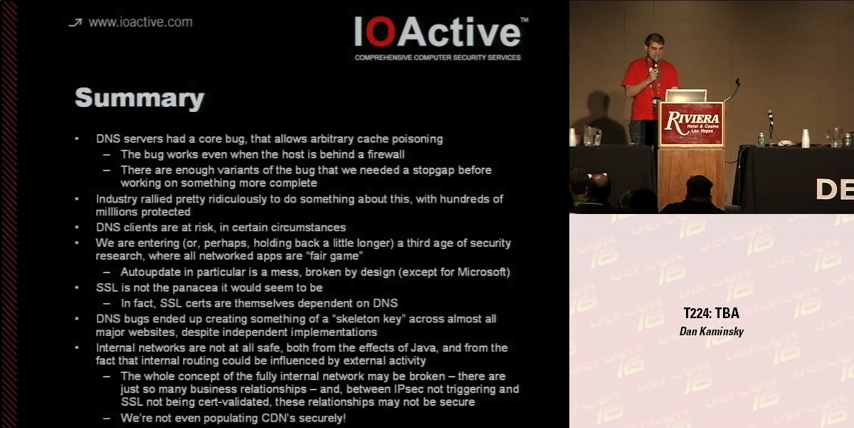 www.ioactive.com
IOActive™
COMPREHENSIVE COMPUTER SECURITY SERVICES
Summary
• DNS servers had a core bug, that allows arbitrary cache poisoning
– The bug works even when the host is behind a firewall
– There are enough variants of the bug that we needed a stopgap before
working on something more complete
• Industry rallied pretty ridiculously to do something about this, with hundreds of
millions protected
• DNS clients are at risk, in certain circumstances
• We are entering (or, perhaps, holding back a little longer) a third age of security
research, where all networked apps are "fair game"
– Autoupdate in particular is a mess, broken by design (except for Microsoft)
• SSL is not the panacea it would seem to be
– In fact, SSL certs are themselves dependent on DNS
• DNS bugs ended up creating something of a "skeleton key" across almost all
major websites, despite independent implementations
• Internal networks are not at all safe, both from the effects of Java, and from the
fact that internal routing could be influenced by external activity
– The whole concept of the fully internal network may be broken – there are
just so many business relationships – and, between IPsec not triggering and
SSL not being cert-validated, these relationships may not be secure
– We're not even populating CDN's securely!
RIVIERA
Hotel & Casino
Las Vegas
DE
T224: TBA
Dan Kaminsky
DEFCON 16